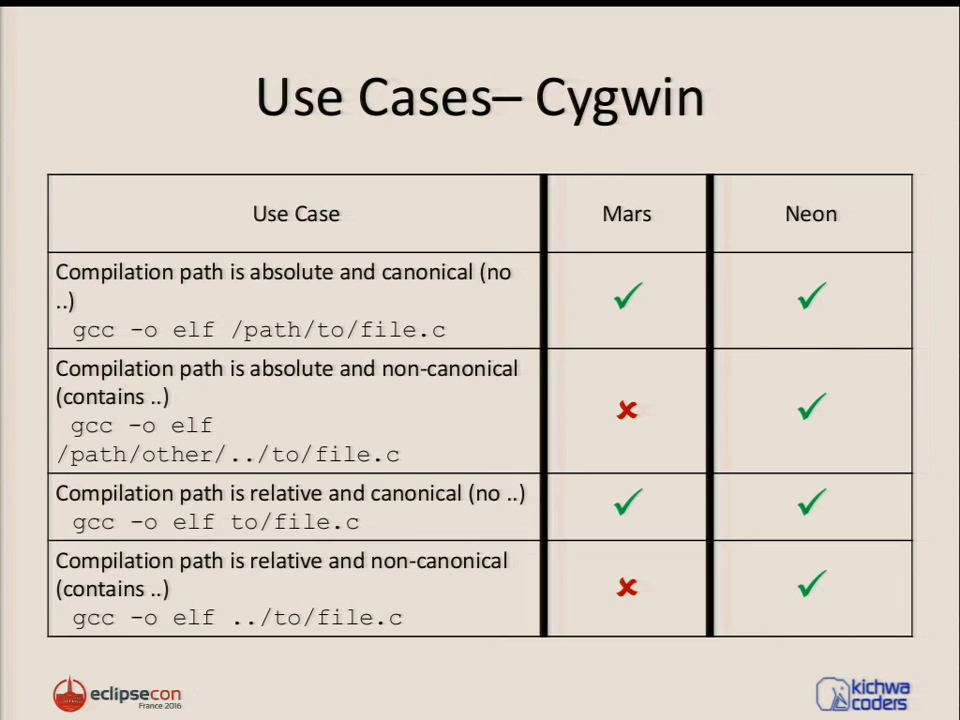 Use Cases– Cygwin
Use Case
Mars
Neon
Compilation path is absolute and canonical (no
..)
gcc -o elf /path/to/file.c
✓
✓
Compilation path is absolute and non-canonical
(contains ..)
gcc -o elf
/path/other/../to/file.c
✘
✓
Compilation path is relative and canonical (no ..)
gcc -o elf to/file.c
✓
✓
Compilation path is relative and non-canonical
(contains ..)
gcc -o elf ../to/file.c
✘
✓
eclipsecon
France 2016
kichwa
coders